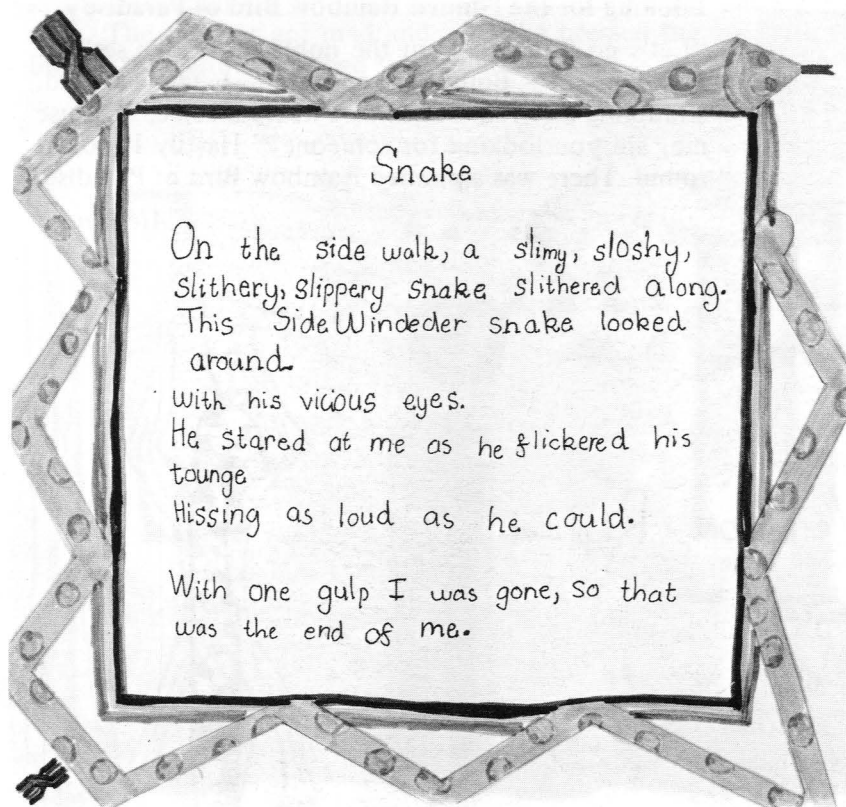 Snake
On the side walk, a slimy, sloshy,
slithery, slippery snake slithered along.
This SideWindeder snake looked
around.
with his vicious eyes.
He stared at me as he flickered his
tounge
Hissing as loud as he could.
With one gulp I was gone, so that
was the end of me.